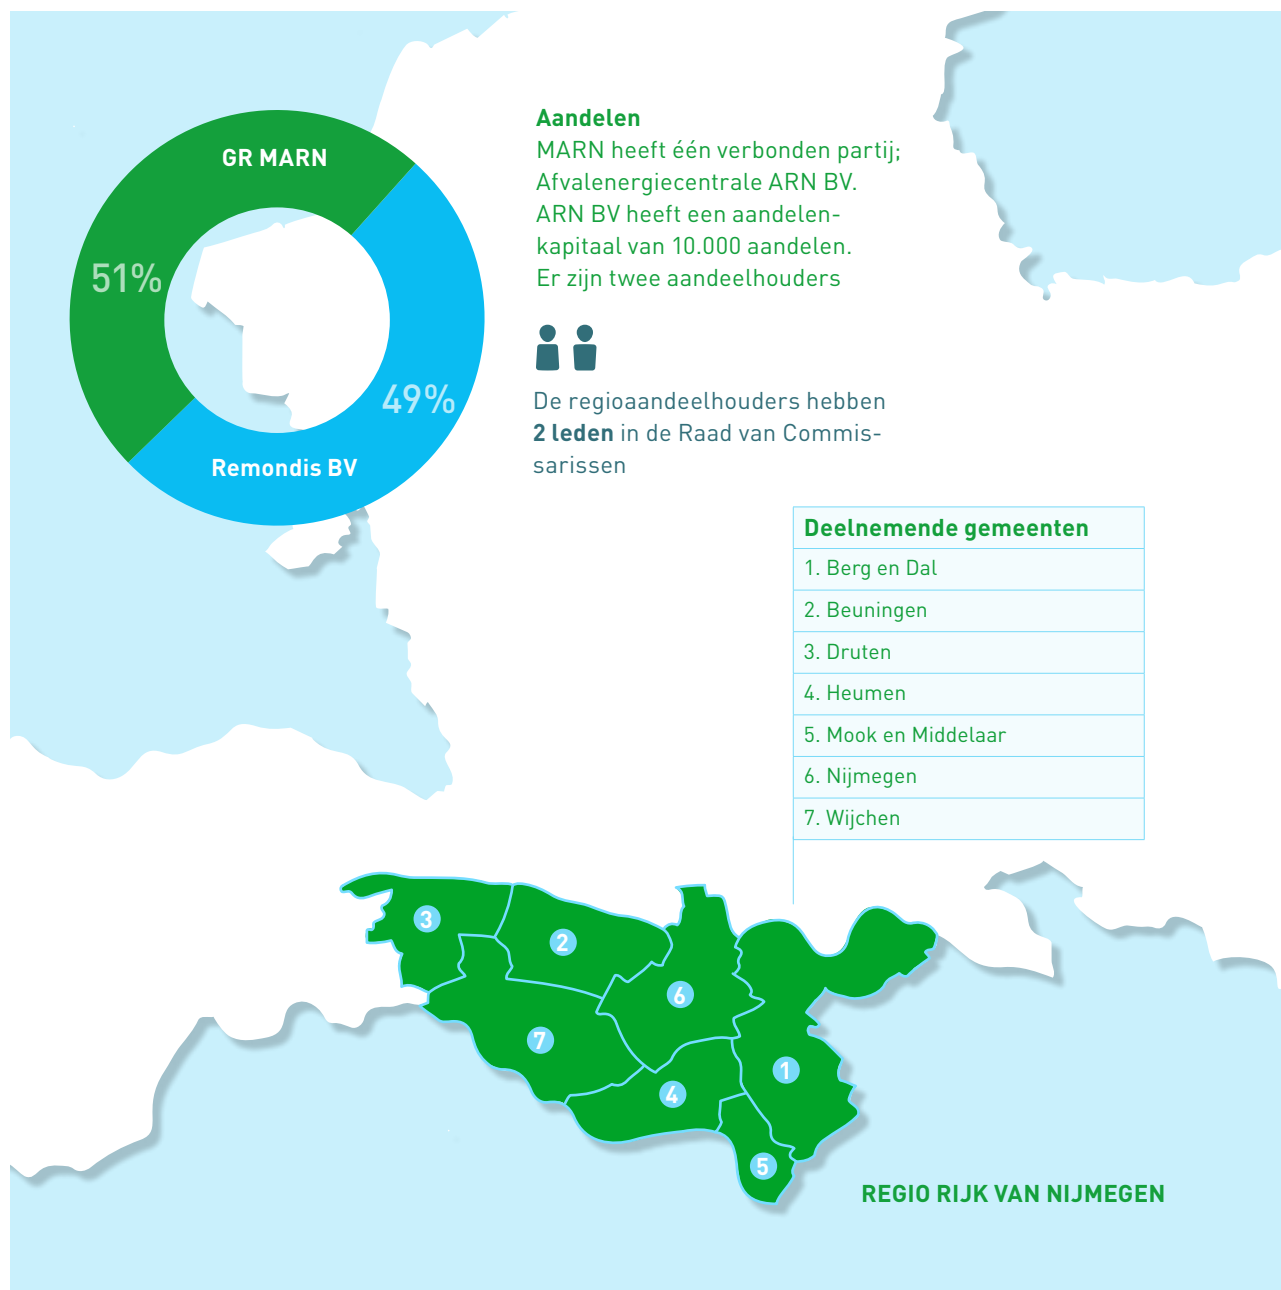 GR MARN
51%
49%
Remondis BV
Aandelen
MARN heeft één verbonden partij;
Afvalenergiecentrale ARN BV.
ARN BV heeft een aandelen-
kapitaal van 10.000 aandelen.
Er zijn twee aandeelhouders
De regioaandeelhouders hebben
2 leden in de Raad van Commis-
sarissen
Deelnemende gemeenten
1. Berg en Dal
2. Beuningen
3. Druten
4. Heumen
5. Mook en Middelaar
6. Nijmegen
7. Wijchen
3
2
6
7
1
4
5
REGIO RIJK VAN NIJMEGEN